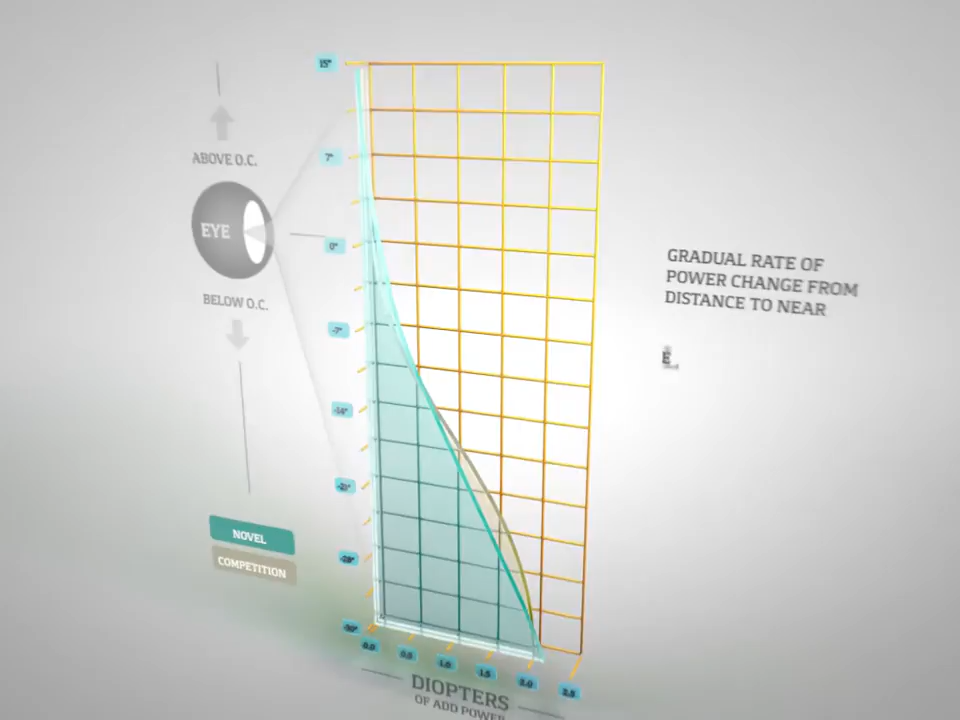 15°
ABOVE O.C.
7°
EYE
0°
BELOW O.C.
-7°
-14°
-21°
-28°
0.0
0.5
1.0
1.5
2.0
2.5
NOVEL
COMPETITION
DIOPTERS
OF ADD POWER
GRADUAL RATE OF
POWER CHANGE FROM
DISTANCE TO NEAR
E